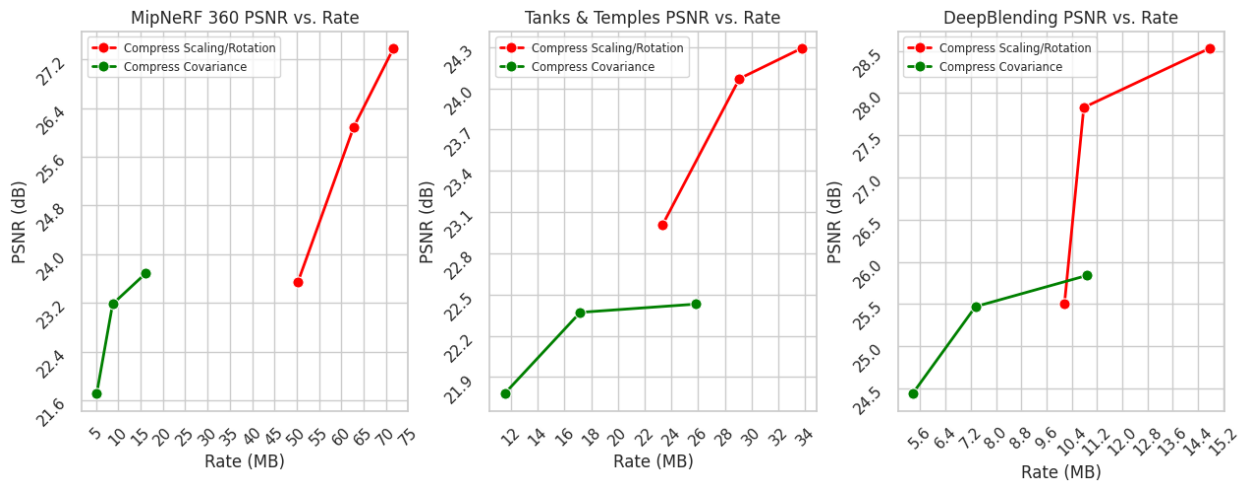 MipNeRF 360 PSNR vs. Rate
Compress Scaling/Rotation
Compress Covariance
PSNR (dB)
27.2
26.4
25.6
24.8
24.0
23.2
22.4
21.6
5 10 15 20 25 30 35 40 45 50 55 60 65 70 75
Rate (MB)
Tanks & Temples PSNR vs. Rate
Compress Scaling/Rotation
Compress Covariance
PSNR (dB)
24.3
24.0
23.7
23.4
23.1
22.8
22.5
22.2
21.9
12 14 16 18 20 22 24 26 28 30 32 34
Rate (MB)
DeepBlending PSNR vs. Rate
Compress Scaling/Rotation
Compress Covariance
PSNR (dB)
28.5
28.0
27.5
27.0
26.5
26.0
25.5
25.0
24.5
5.6 6.4 7.2 8.0 8.8 9.6 10.4 11.2 12.0 12.8 13.6 14.4 15.2
Rate (MB)